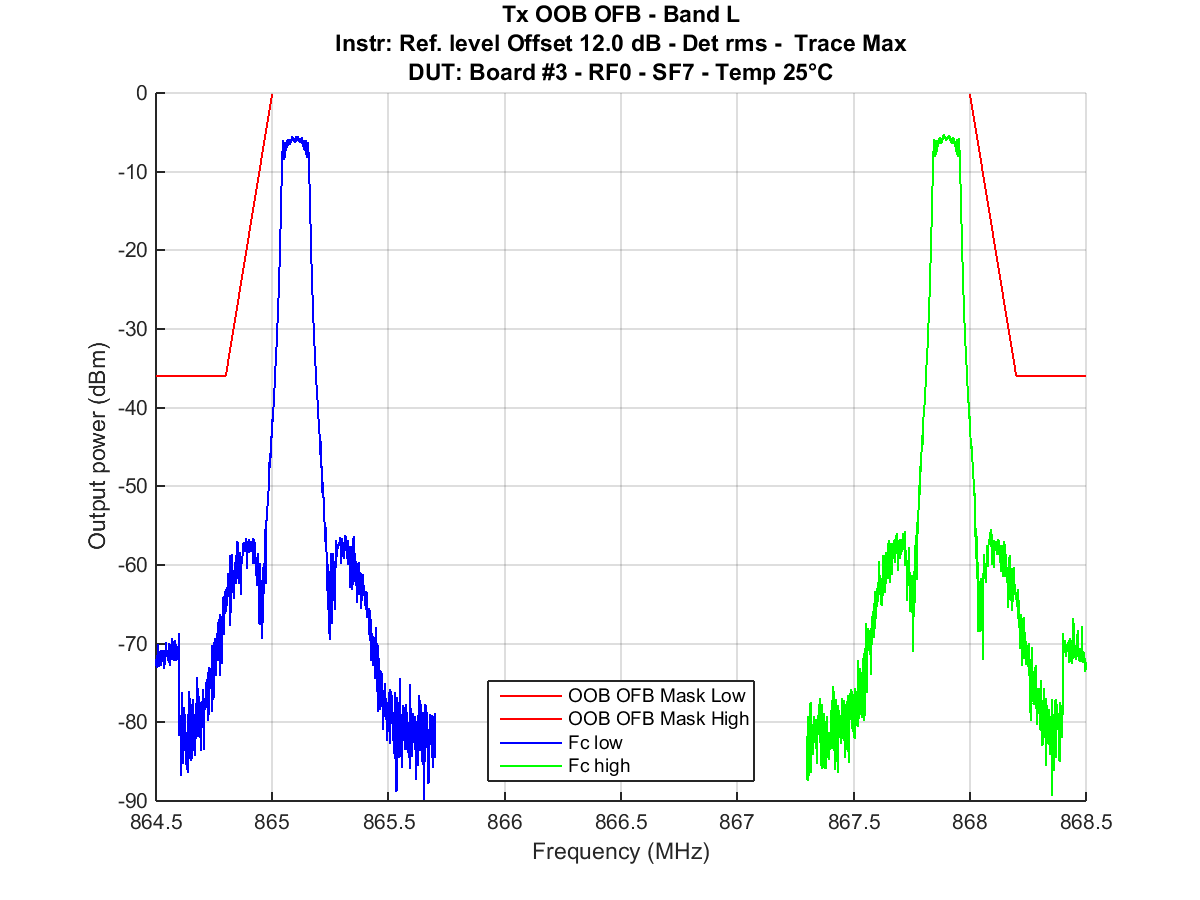 Tx OOB OFB - Band L
Instr: Ref. level Offset 12.0 dB - Det rms -  Trace Max
DUT: Board #3 - RF0 - SF7 - Temp 25°C
0
-10
-20
-30
-40
-50
-60
-70
-80
-90
Output power (dBm)
OOB OFB Mask Low
OOB OFB Mask High
Fc low
Fc high
864.5 865 865.5 866 866.5 867 867.5 868 868.5
Frequency (MHz)